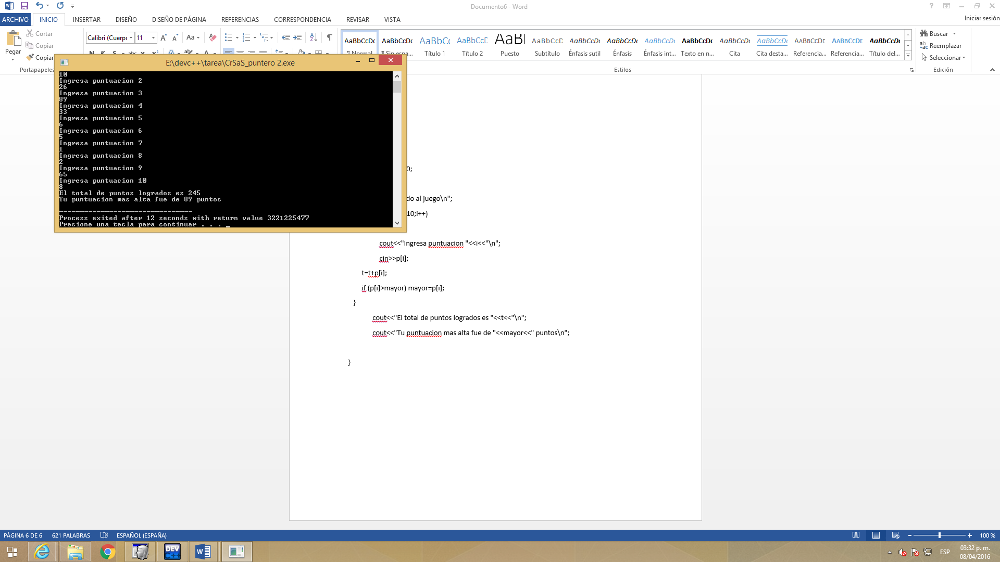 Documento6 - Word
ARCHIVO INICIO INSERTAR DISEÑO DISEÑO DE PÁGINA REFERENCIAS CORRESPONDENCIA REVISAR VISTA
Iniciar sesión
Pegar
Cortar
Copiar
Copiar
Portapapeles
Calibri (Cuerpo 11
AaBbCcDc AaBbCcDc AaBbCc AaBbCcD AaBl AaBbCcD AaBbCcDc AaBbCcDc AaBbCcDc AaBbCcDc AaBbCcDc AaBbCcDc AABBCCDD AABBCCDD AaBbCcDc
¶ Normal ¶ Sin espa... Título 1 Título 2 Puesto Subtítulo Énfasis sutil Énfasis Énfasis int... Texto en n... Cita Cita desta... Referencia... Referencia... Título del...
Estilos
Buscar
Reemplazar
Seleccionar
Edición
E:\devc++\tarea\CrSaS_puntero 2.exe
10
Ingresa puntuacion 2
26
Ingresa puntuacion 3
89
Ingresa puntuacion 4
33
Ingresa puntuacion 5
6
Ingresa puntuacion 6
5
Ingresa puntuacion 7
1
Ingresa puntuacion 8
2
Ingresa puntuacion 9
65
Ingresa puntuacion 10
8
El total de puntos logrados es 245
Tu puntuacion mas alta fue de 89 puntos
--------------------------------
Process exited after 12 seconds with return value 3221225477
Presione una tecla para continuar . . .
0;
do al juego\n";
10;i++)
cout<<"Ingresa puntuacion "<<i<<"\n";
cin>>p[i];
t=t+p[i];
if (p[i]>mayor) mayor=p[i];
}
cout<<"El total de puntos logrados es "<<t<<"\n";
cout<<"Tu puntuacion mas alta fue de "<<mayor<<" puntos\n";
}
PÁGINA 6 DE 6 621 PALABRAS ESPAÑOL (ESPAÑA)
100 %
DEV C++
ESP
03:32 p. m.
08/04/2016